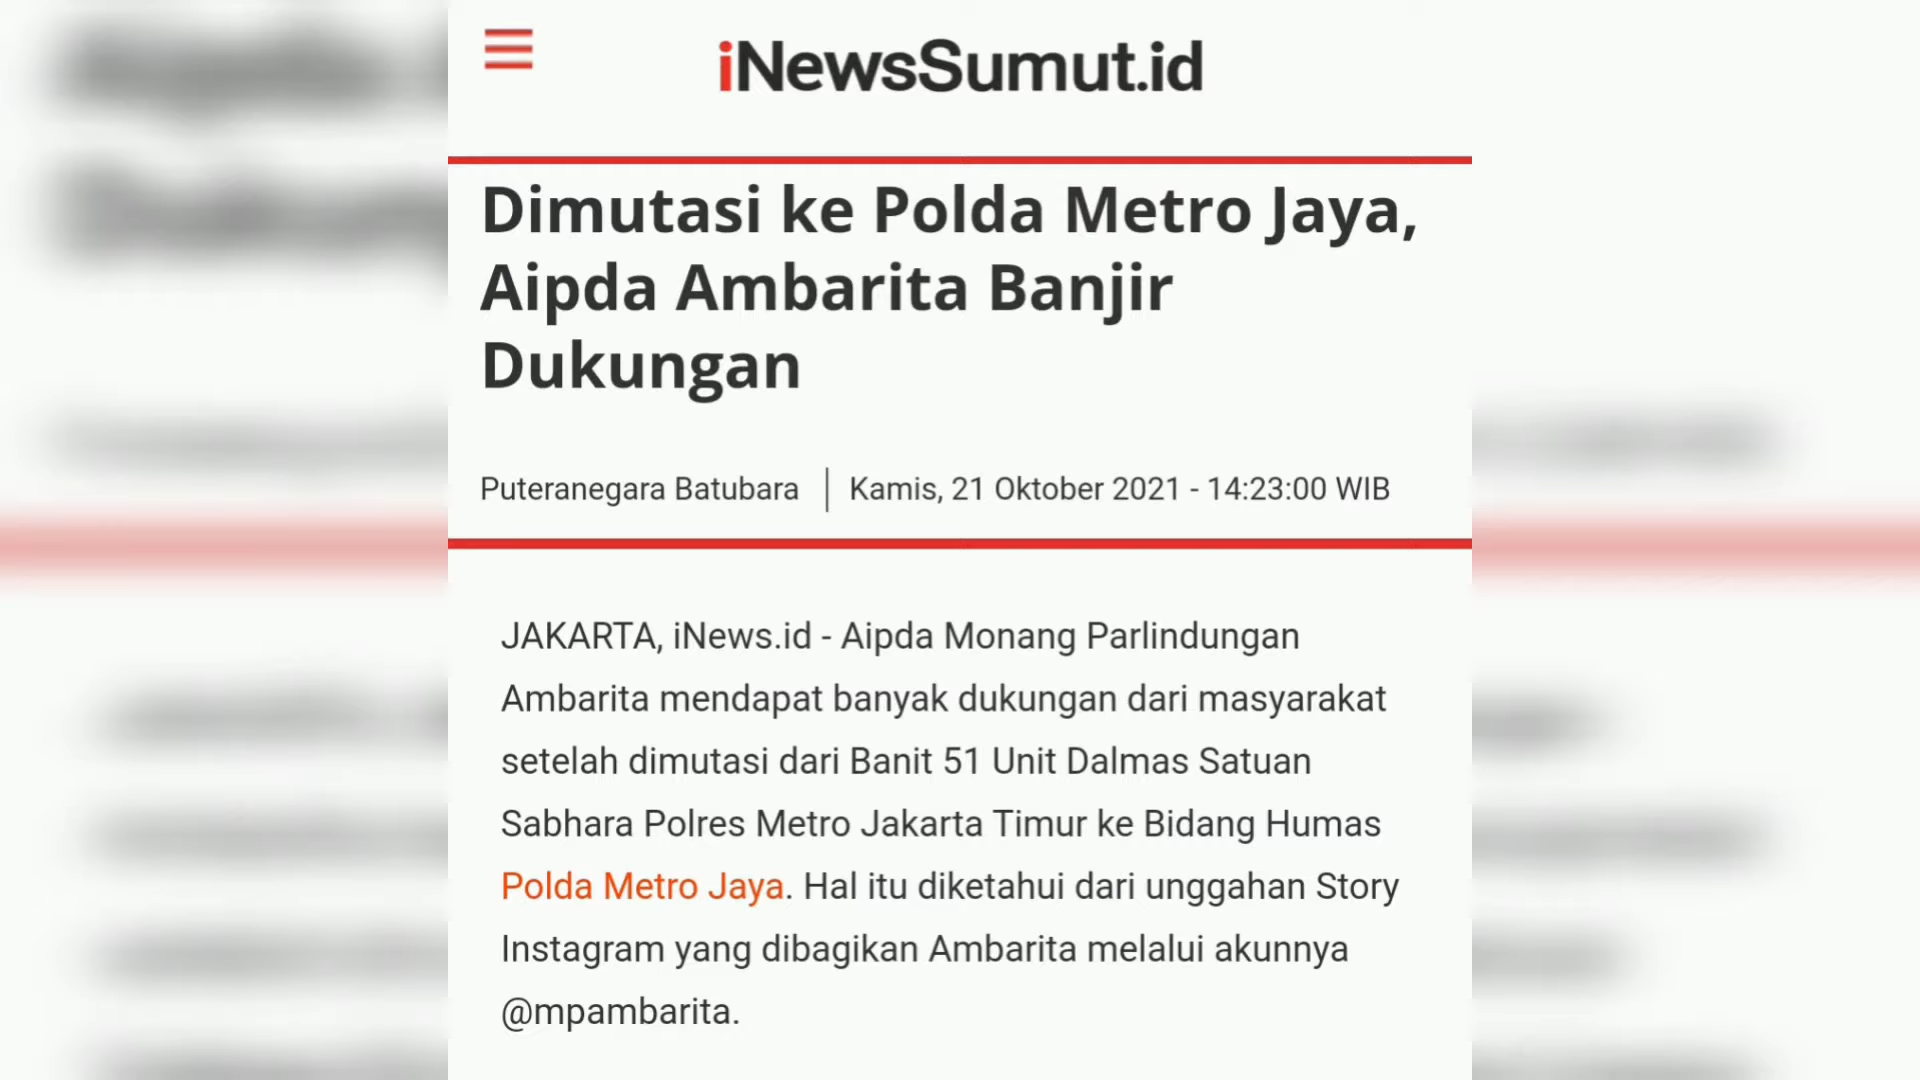 iNewsSumut.id
Dimutasi ke Polda Metro Jaya,
Aipda Ambarita Banjir
Dukungan
Puteranegara Batubara | Kamis, 21 Oktober 2021 - 14:23:00 WIB
JAKARTA, iNews.id - Aipda Monang Parlindungan
Ambarita mendapat banyak dukungan dari masyarakat
setelah dimutasi dari Banit 51 Unit Dalmas Satuan
Sabhara Polres Metro Jakarta Timur ke Bidang Humas
Polda Metro Jaya. Hal itu diketahui dari unggahan Story
Instagram yang dibagikan Ambarita melalui akunnya
@mpambarita.